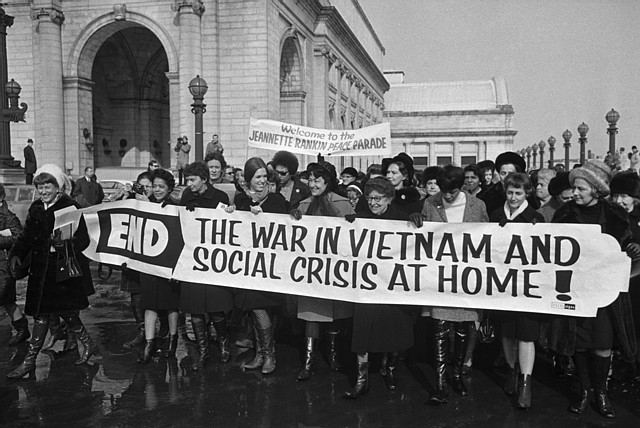 Welcome to the
JEANNETTE RANKIN PEACE PARADE
END
THE WAR IN VIETNAM AND
SOCIAL CRISIS AT HOME!